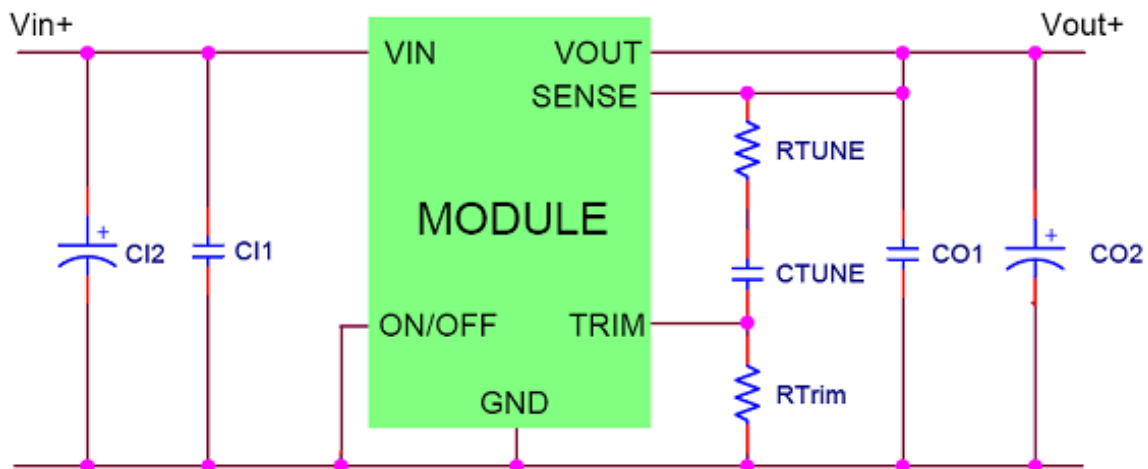 Vin+
Vout+
VIN
VOUT
SENSE
RTUNE
MODULE
+
CI2
CI1
CTUNE
CO1
+
CO2
ON/OFF
TRIM
RTrim
GND